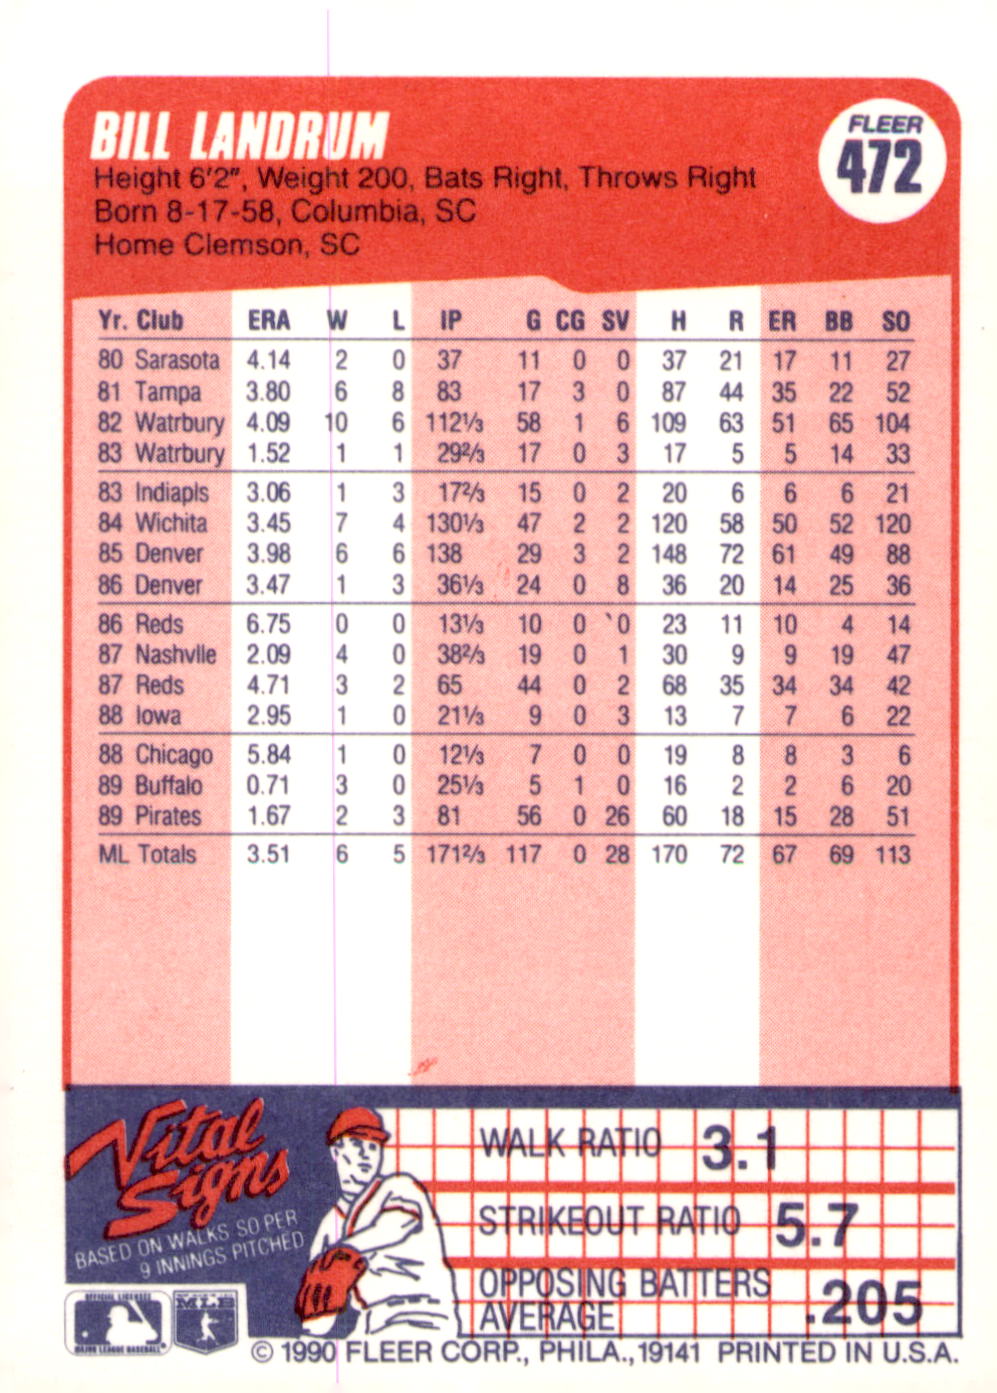 BILL LANDRUM
FLEER
472
Height 6'2", Weight 200, Bats Right, Throws Right
Born 8-17-58, Columbia, SC
Home Clemson, SC
Yr. Club ERA W L IP G CG SV H R ER BB SO
80 Sarasota 4.14 2 0 37 11 0 0 37 21 17 11 27
81 Tampa 3.80 6 8 83 17 3 0 87 44 35 22 52
82 Watrbury 4.09 10 6 112⅓ 58 1 6 109 63 51 65 104
83 Watrbury 1.52 1 1 29⅔ 17 0 3 17 5 5 14 33
83 Indiapls 3.06 1 3 17⅔ 15 0 2 20 6 6 6 21
84 Wichita 3.45 7 4 130⅓ 47 2 2 120 58 50 52 120
85 Denver 3.98 6 6 138 29 3 2 148 72 61 49 88
86 Denver 3.47 1 3 36⅓ 24 0 8 36 20 14 25 36
86 Reds 6.75 0 0 13⅓ 10 0 0 23 11 10 4 14
87 Nashvlle 2.09 4 0 38⅔ 19 0 1 30 9 9 19 47
87 Reds 4.71 3 2 65 44 0 2 68 35 34 34 42
88 Iowa 2.95 1 0 21⅓ 9 0 3 13 7 7 6 22
88 Chicago 5.84 1 0 12⅓ 7 0 0 19 8 8 3 6
89 Buffalo 0.71 3 0 25⅓ 5 1 0 16 2 2 6 20
89 Pirates 1.67 2 3 81 56 0 26 60 18 15 28 51
ML Totals 3.51 6 5 171⅔ 117 0 28 170 72 67 69 113
Vital
Signs
BASED ON WALKS SO PER
9 INNINGS PITCHED
WALK RATIO 3.1
STRIKEOUT RATIO 5.7
OPPOSING BATTERS
AVERAGE .205
OFFICIAL LICENSEE
MAJOR LEAGUE BASEBALL
MLB
© 1990 FLEER CORP., PHILA., 19141 PRINTED IN U.S.A.